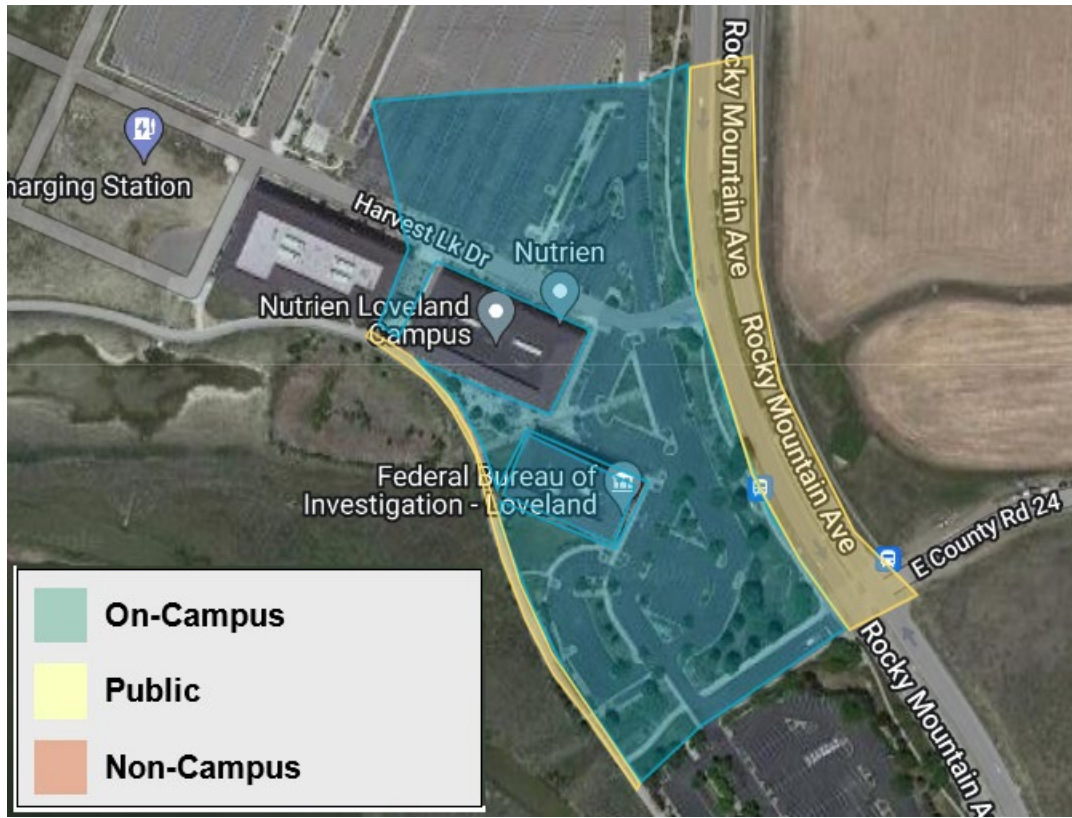 Rocky Mountain Ave
harging Station
Harvest Lk Dr
Nutrien
Nutrien Loveland
Campus
Rocky Mountain Ave
Federal Bureau of
Investigation - Loveland
E County Rd 24
On-Campus
Public
Non-Campus
Rocky Mountain A